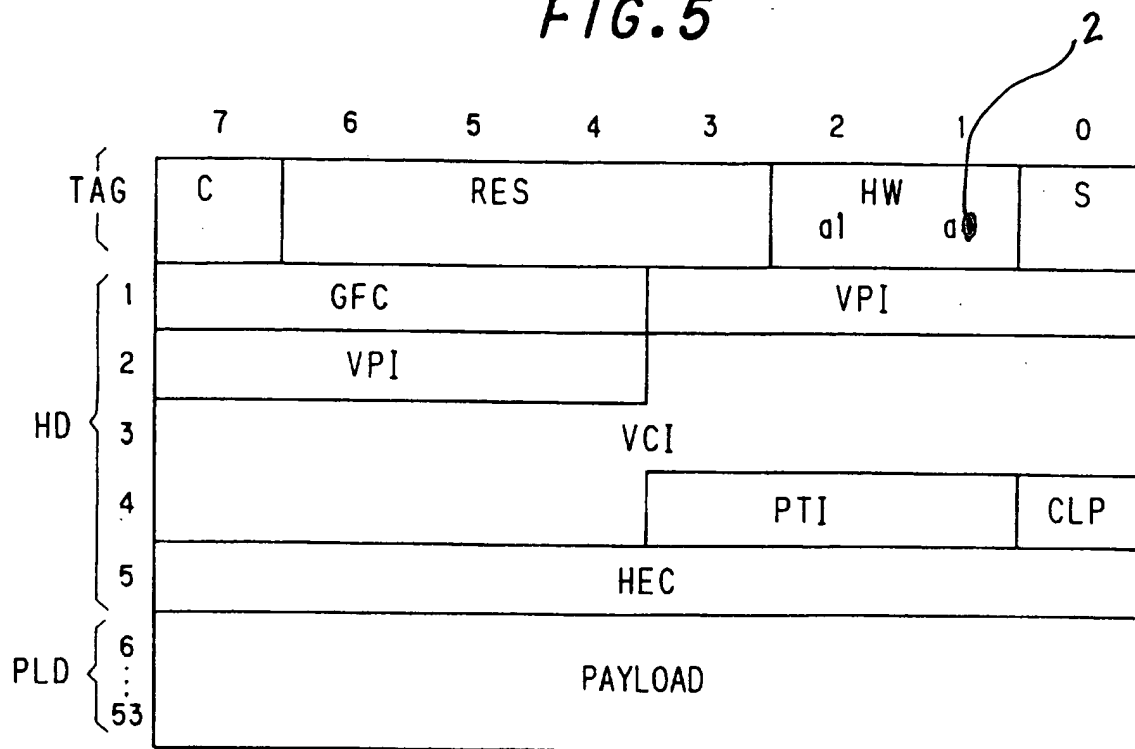 FIG.5
2
7 6 5 4 3 2 1 0
TAG C RES HW S
a1 a
1 GFC VPI
2 VPI
HD 3 VCI
4 PTI CLP
5 HEC
6
PLD : PAYLOAD
53